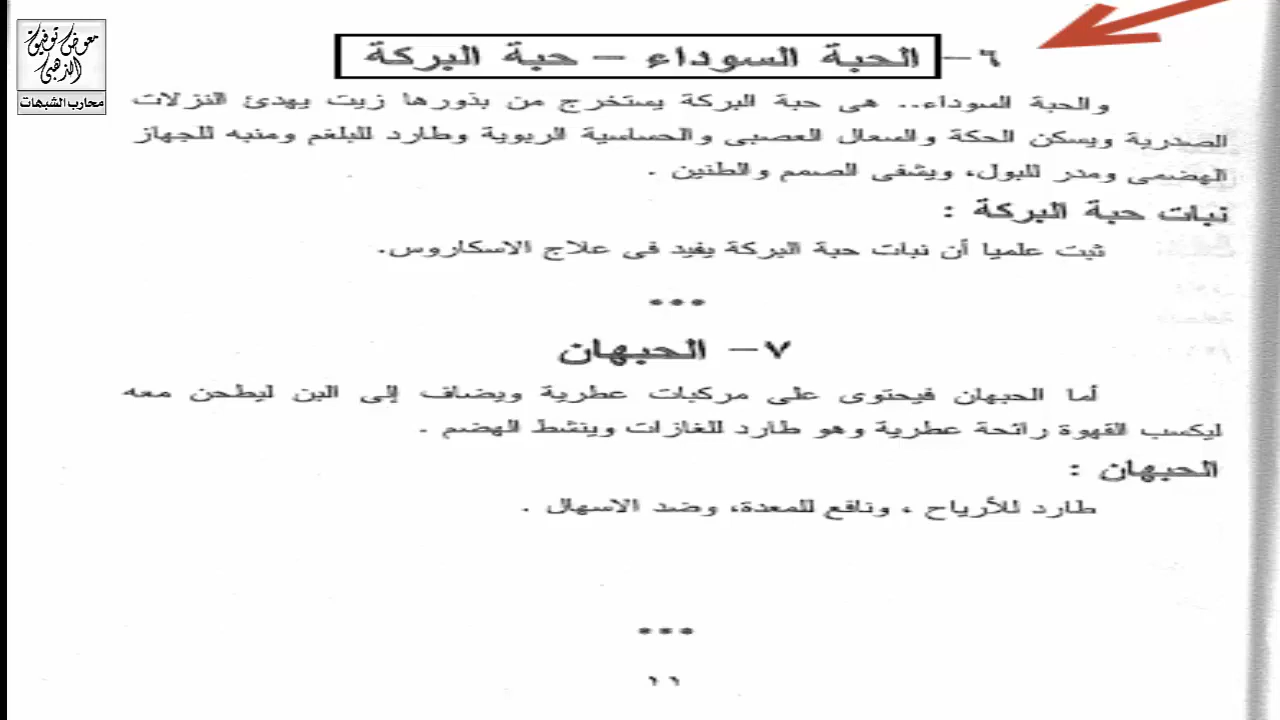 معوض توفيق
الذهبي
محارب الشبهات
٦- الحبة السوداء – حبة البركة
والحبة السوداء.. هى حبة البركة يستخرج من بذورها زيت يهدئ النزلات
الصدرية ويسكن الحكة والسعال العصبى والحساسية الربوية وطارد للبلغم ومنبه للجهاز
الهضمى ومدر للبول، ويشفى الصمم والطنين .
نبات حبة البركة :
ثبت علميا أن نبات حبة البركة يفيد فى علاج الاسكاروس.
***
٧- الحبهان
أما الحبهان فيحتوى على مركبات عطرية ويضاف إلى البن ليطحن معه
ليكسب القهوة رائحة عطرية وهو طارد للغازات وينشط الهضم .
الحبهان :
طارد للأرياح ، ونافع للمعدة، وضد الاسهال .
***
١١